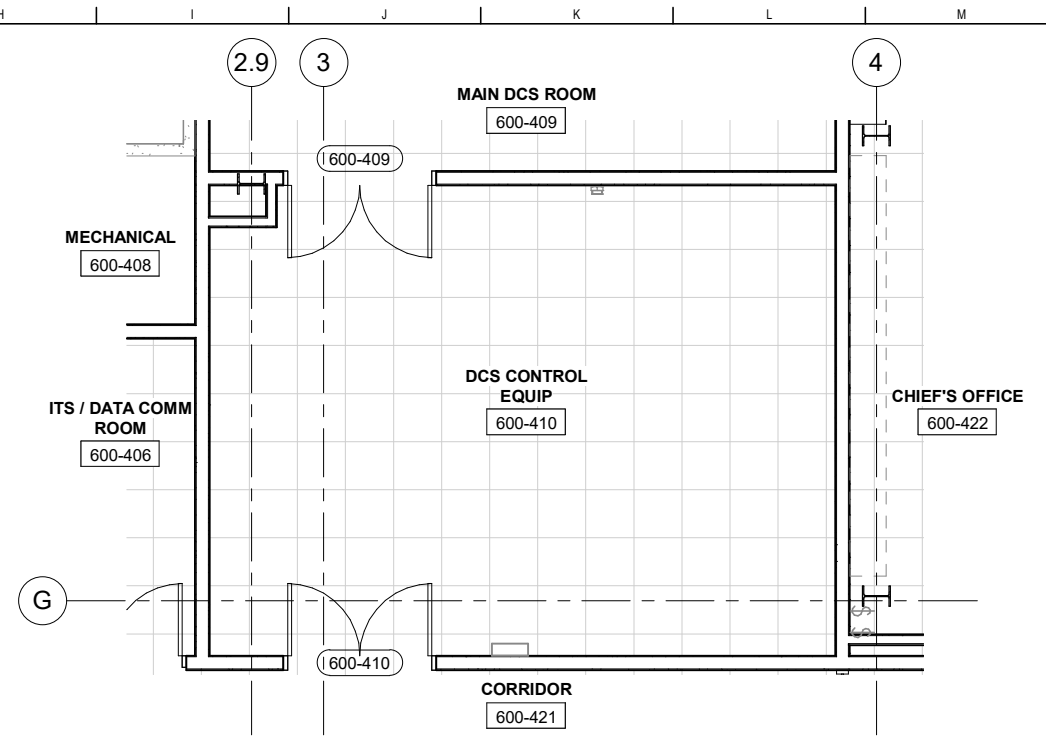 H I J K L M
2.9 3 4
MAIN DCS ROOM
600-409
600-409
MECHANICAL
600-408
DCS CONTROL
EQUIP
600-410
ITS / DATA COMM
ROOM
600-406
CHIEF'S OFFICE
600-422
G
$
$
600-410
CORRIDOR
600-421